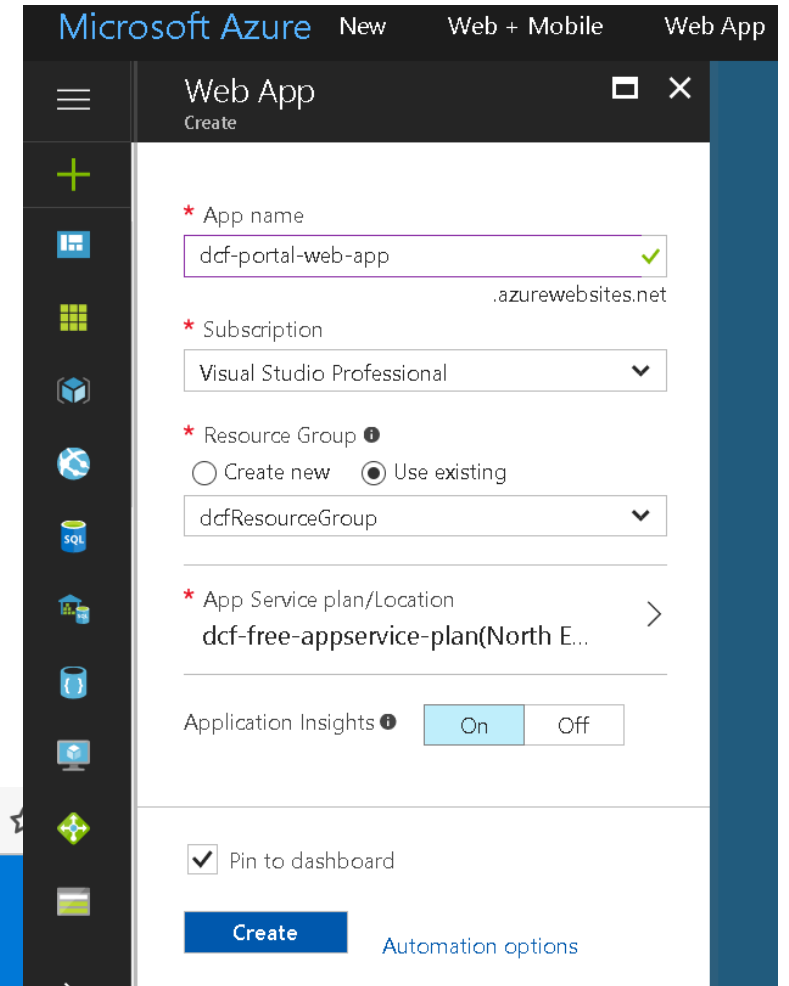 Microsoft Azure New Web + Mobile Web App
Web App
Create
* App name
dcf-portal-web-app
.azurewebsites.net
* Subscription
Visual Studio Professional
* Resource Group
Create new Use existing
dcfResourceGroup
* App Service plan/Location
dcf-free-appservice-plan(North E...
Application Insights On Off
Pin to dashboard
Create Automation options
SQL